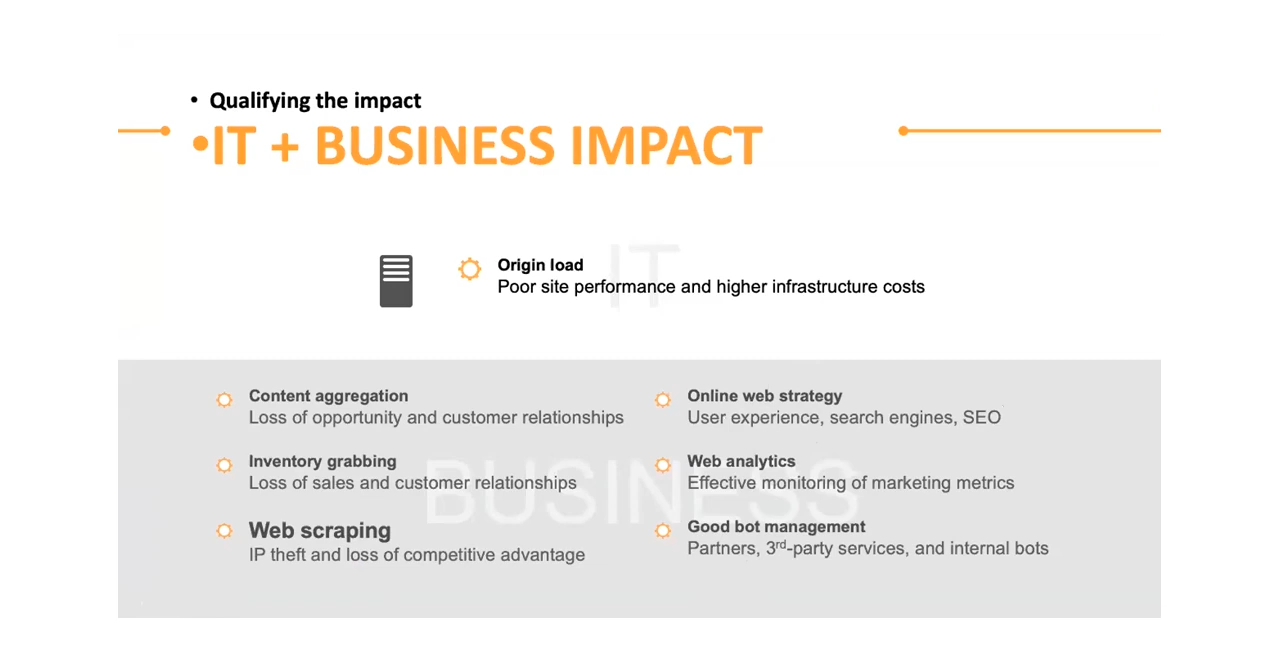 • Qualifying the impact
•IT + BUSINESS IMPACT
IT
Origin load
Poor site performance and higher infrastructure costs
BUSINESS
Content aggregation
Loss of opportunity and customer relationships
Inventory grabbing
Loss of sales and customer relationships
Web scraping
IP theft and loss of competitive advantage
Online web strategy
User experience, search engines, SEO
Web analytics
Effective monitoring of marketing metrics
Good bot management
Partners, 3rd-party services, and internal bots